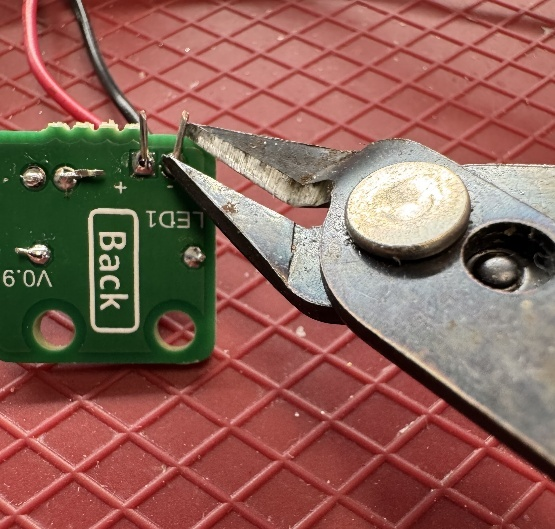 + -
LED1
Back
V0.9